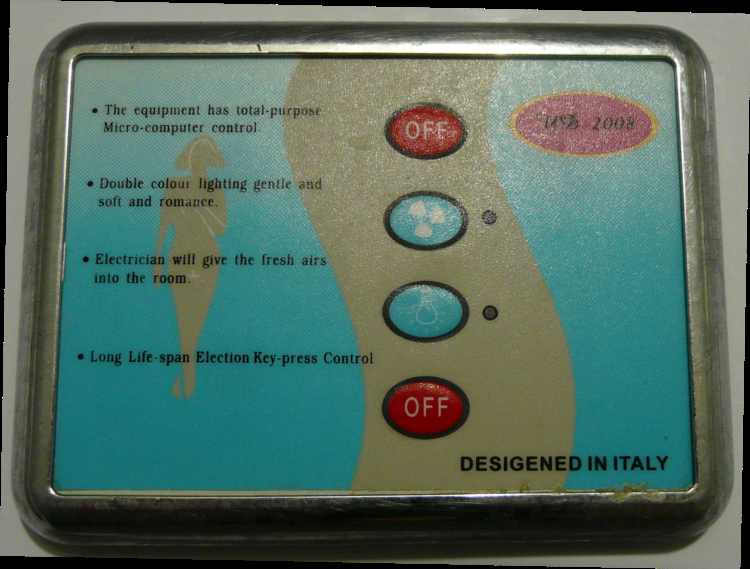 • The equipment has total-purpose
Micro-computer control.
• Double colour lighting gentle and
soft and romance.
• Electrician will give the fresh airs
into the room.
• Long Life-span Election Key-press Control
OFF
2008
OFF
DESIGENED IN ITALY